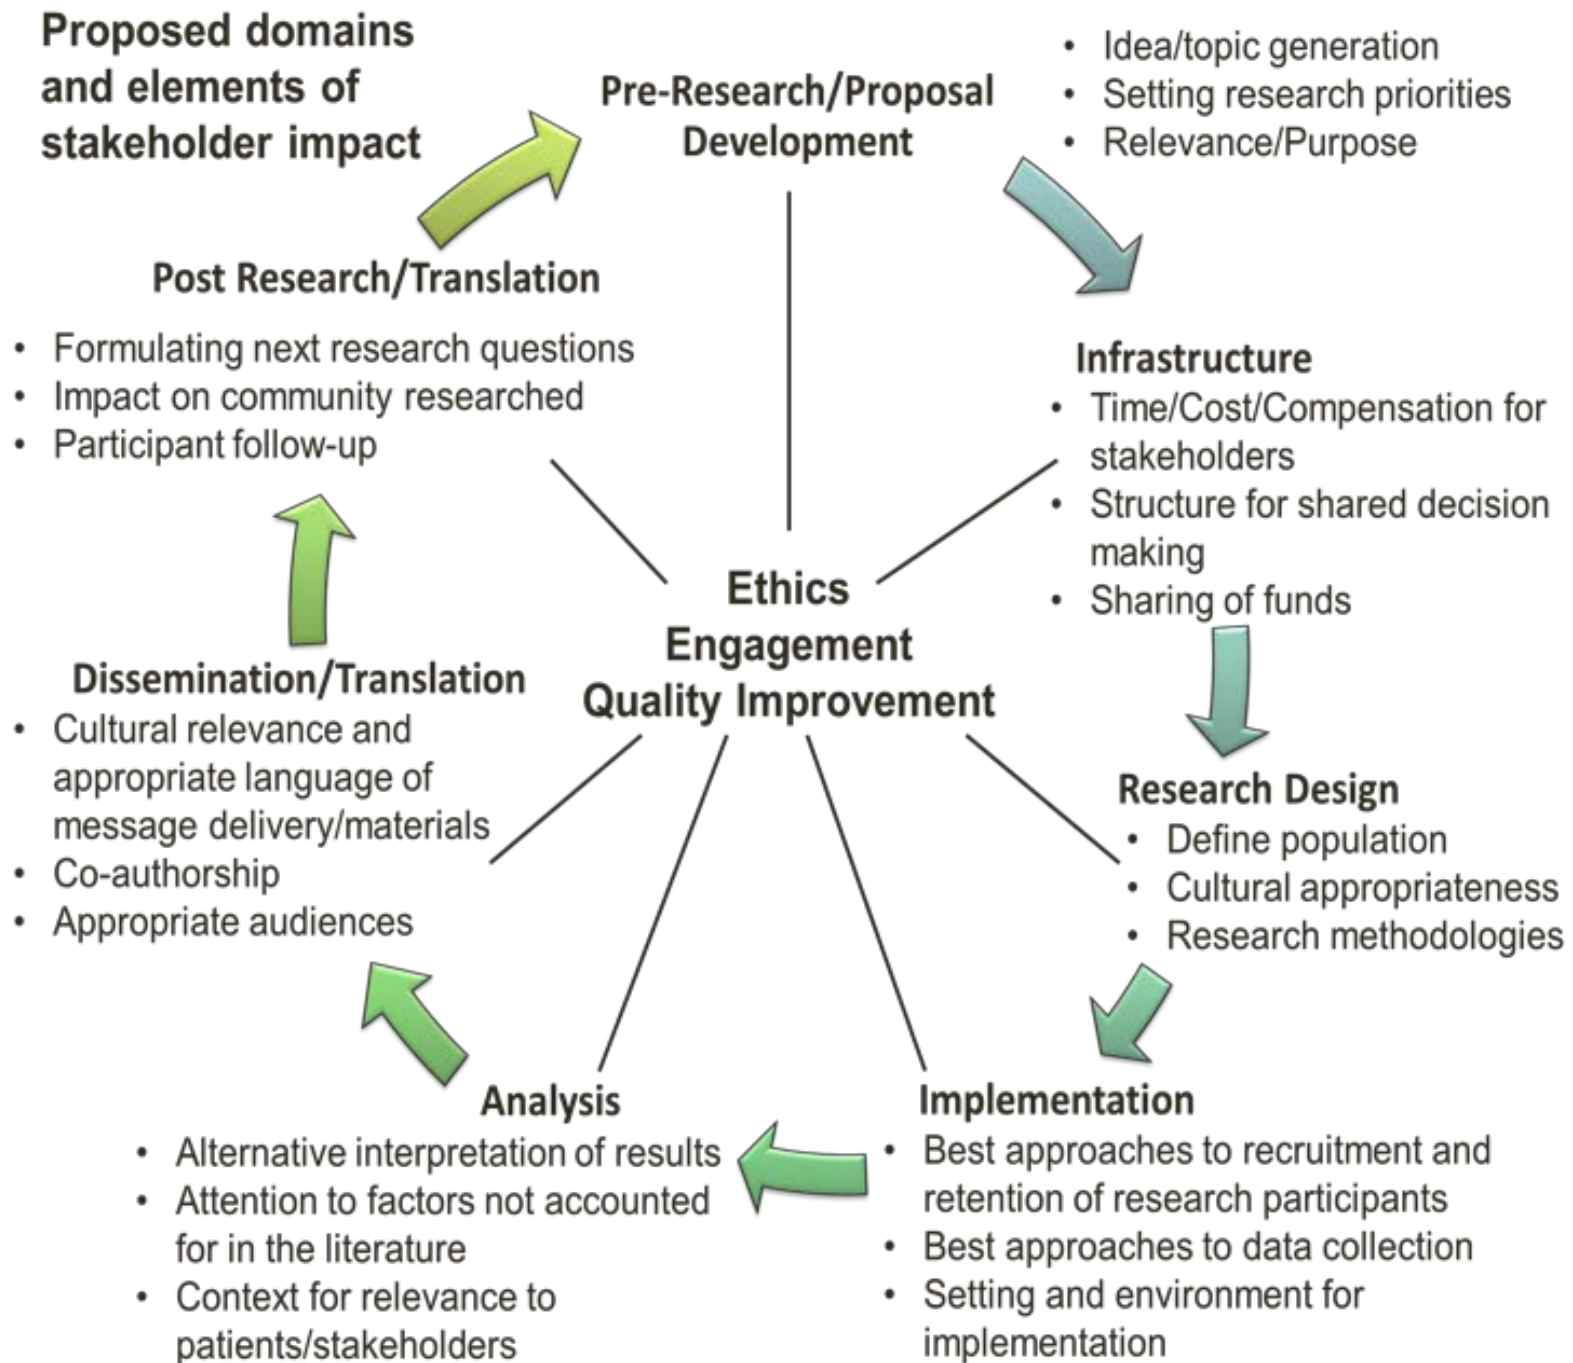 Proposed domains
and elements of
stakeholder impact
Pre-Research/Proposal
Development
• Idea/topic generation
• Setting research priorities
• Relevance/Purpose
Infrastructure
• Time/Cost/Compensation for
stakeholders
• Structure for shared decision
making
• Sharing of funds
Research Design
• Define population
• Cultural appropriateness
• Research methodologies
Implementation
• Best approaches to recruitment and
retention of research participants
• Best approaches to data collection
• Setting and environment for
implementation
Analysis
• Alternative interpretation of results
• Attention to factors not accounted
for in the literature
• Context for relevance to
patients/stakeholders
Dissemination/Translation
• Cultural relevance and
appropriate language of
message delivery/materials
• Co-authorship
• Appropriate audiences
Post Research/Translation
• Formulating next research questions
• Impact on community researched
• Participant follow-up
Ethics
Engagement
Quality Improvement